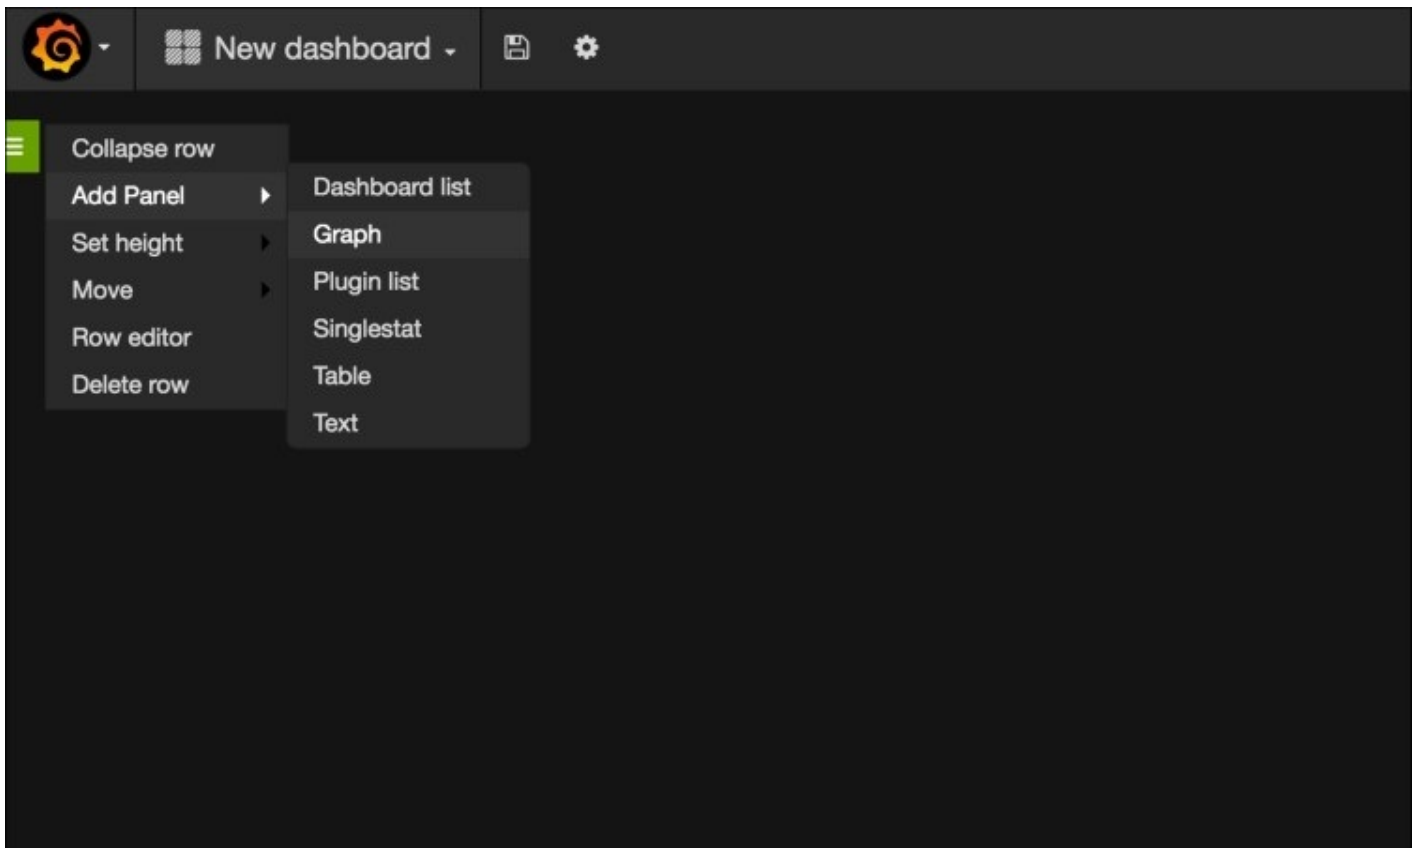 New dashboard
Collapse row
Add Panel
Set height
Move
Row editor
Delete row
Dashboard list
Graph
Plugin list
Singlestat
Table
Text